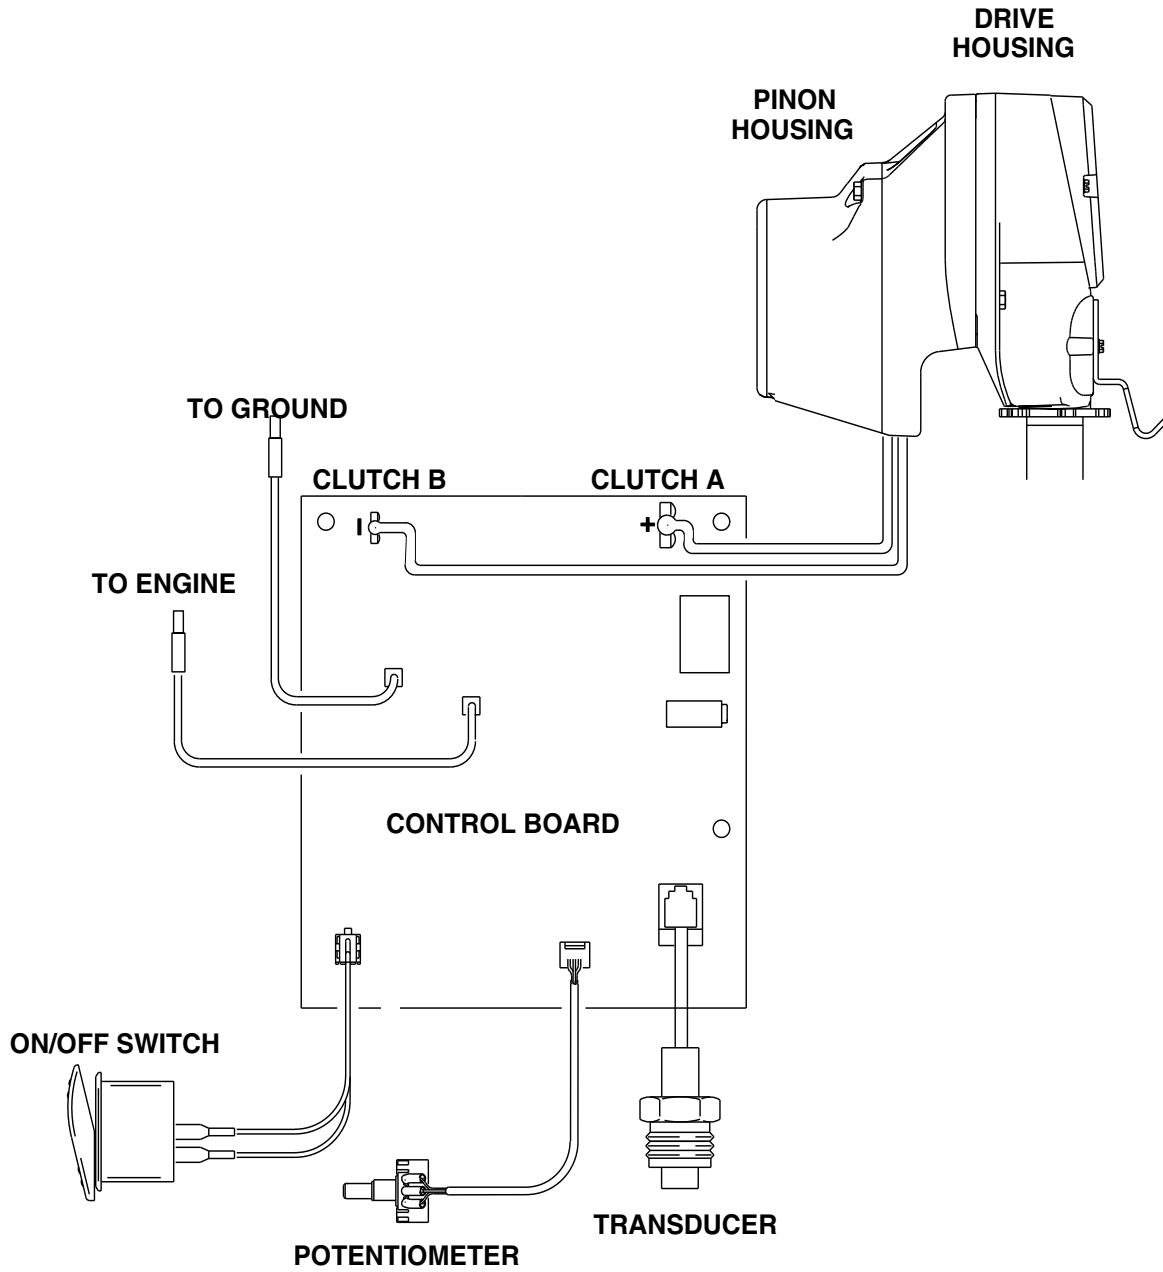 DRIVE
HOUSING
PINON
HOUSING
TO GROUND
CLUTCH B
CLUTCH A
–
+
TO ENGINE
CONTROL BOARD
ON/OFF SWITCH
TRANSDUCER
POTENTIOMETER